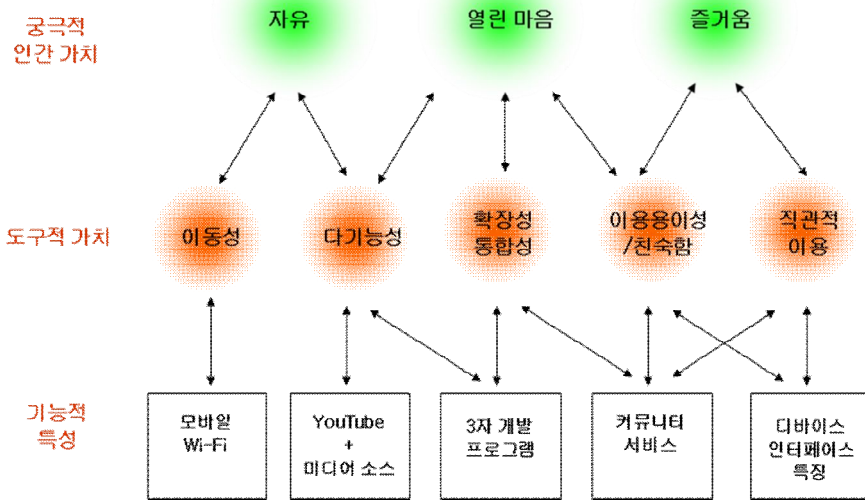 궁극적
인간 가치
자유
열린 마음
즐거움
도구적 가치
이동성
다기능성
확장성
통합성
이용용이성
/친숙함
직관적
이용
기능적
특성
모바일
Wi-Fi
YouTube
+
미디어 소스
3자 개발
프로그램
커뮤니티
서비스
디바이스
인터페이스
특징